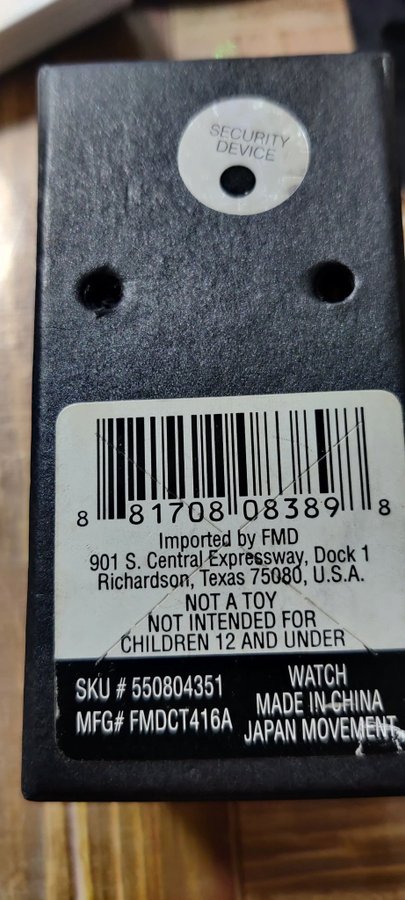 SECURITY
DEVICE
8 81708 08389 8
Imported by FMD
901 S. Central Expressway, Dock 1
Richardson, Texas 75080, U.S.A.
NOT A TOY
NOT INTENDED FOR
CHILDREN 12 AND UNDER
SKU # 550804351
MFG# FMDCT416A
WATCH
MADE IN CHINA
JAPAN MOVEMENT